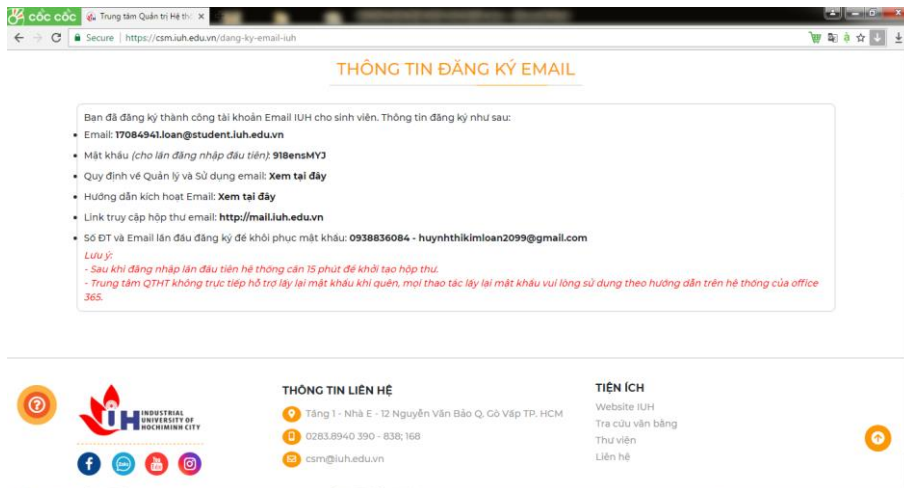 cốc cốc
Trung tâm Quản trị Hệ thố
Secure | https://csm.iuh.edu.vn/dang-ky-email-iuh
THÔNG TIN ĐĂNG KÝ EMAIL
Bạn đã đăng ký thành công tài khoản Email IUH cho sinh viên. Thông tin đăng ký như sau:
Email: 17084941.loan@student.iuh.edu.vn
Mật khẩu (cho lần đăng nhập đầu tiên): 918ensMYJ
Quy định về Quản lý và Sử dụng email: Xem tại đây
Hướng dẫn kích hoạt Email: Xem tại đây
Link truy cập hộp thư email: http://mail.iuh.edu.vn
Số ĐT và Email lần đầu đăng ký để khôi phục mật khẩu: 0938836084 - huynhthikimloan2099@gmail.com
Lưu ý:
- Sau khi đăng nhập lần đầu tiên hệ thống cần 15 phút để khởi tạo hộp thư.
- Trung tâm QTHT không trực tiếp hỗ trợ lấy lại mật khẩu khi quên, mọi thao tác lấy lại mật khẩu vui lòng sử dụng theo hướng dẫn trên hệ thống của office
365.
IUH
INDUSTRIAL
UNIVERSITY OF
HOCHIMINH CITY
THÔNG TIN LIÊN HỆ
Tầng 1 - Nhà E - 12 Nguyễn Văn Bảo Q. Gò Vấp TP. HCM
0283.8940 390 - 838; 168
csm@iuh.edu.vn
TIỆN ÍCH
Website IUH
Tra cứu văn bằng
Thư viện
Liên hệ